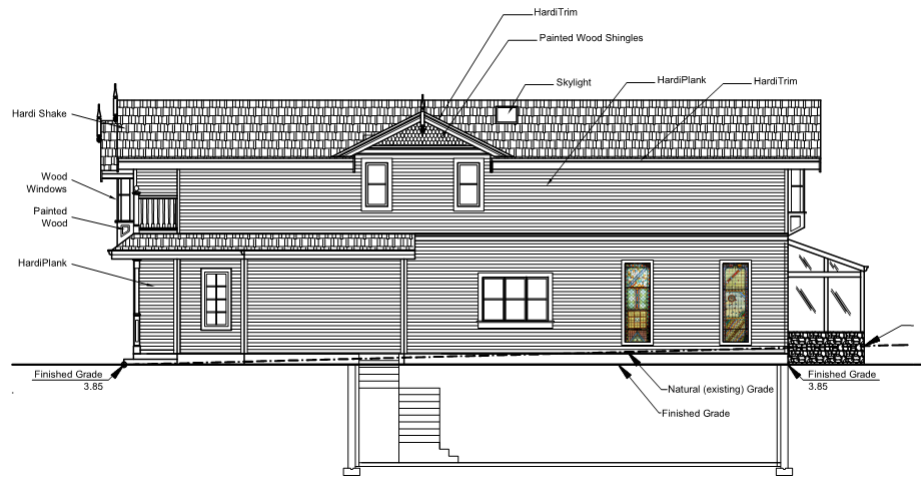 HardiTrim
Painted Wood Shingles
Skylight
HardiPlank
HardiTrim
Hardi Shake
Wood
Windows
Painted
Wood
HardiPlank
Finished Grade
3.85
Natural (existing) Grade
Finished Grade
Finished Grade
3.85